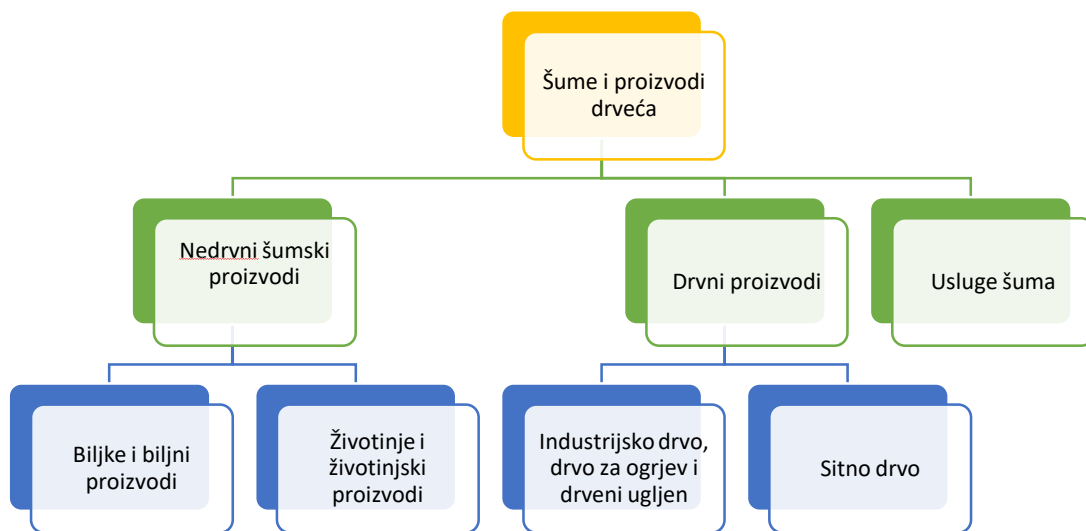 Šume i proizvodi
drveća
Nedrvni šumski
proizvodi
Drvni proizvodi
Usluge šuma
Biljke i biljni
proizvodi
Životinje i
životinjski
proizvodi
Industrijsko drvo,
drvo za ogrjev i
drveni ugljen
Sitno drvo